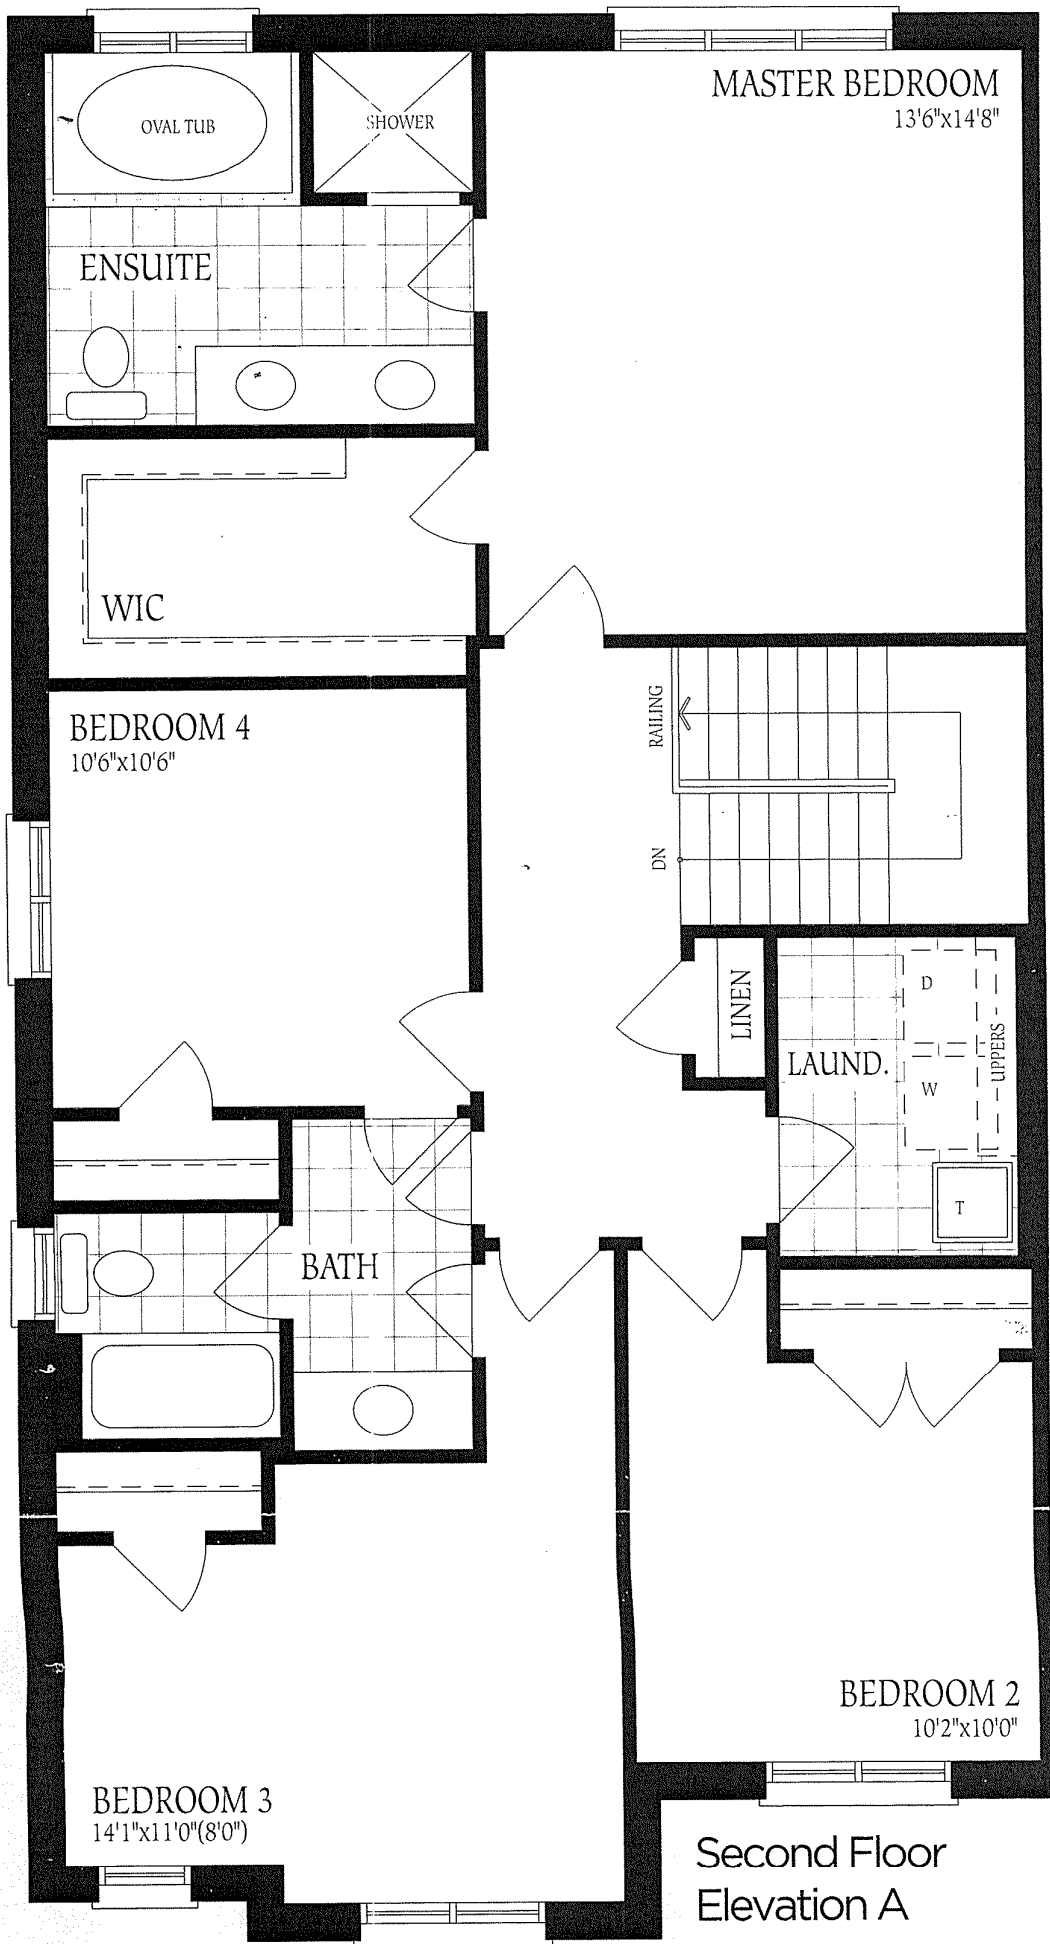 MASTER BEDROOM
13'6"x14'8"
OVAL TUB
SHOWER
ENSUITE
WIC
BEDROOM 4
10'6"x10'6"
RAILING
DN
LINEN
LAUND.
D
W
UPPERS
T
BATH
BEDROOM 2
10'2"x10'0"
BEDROOM 3
14'1"x11'0"(8'0")
Second Floor
Elevation A